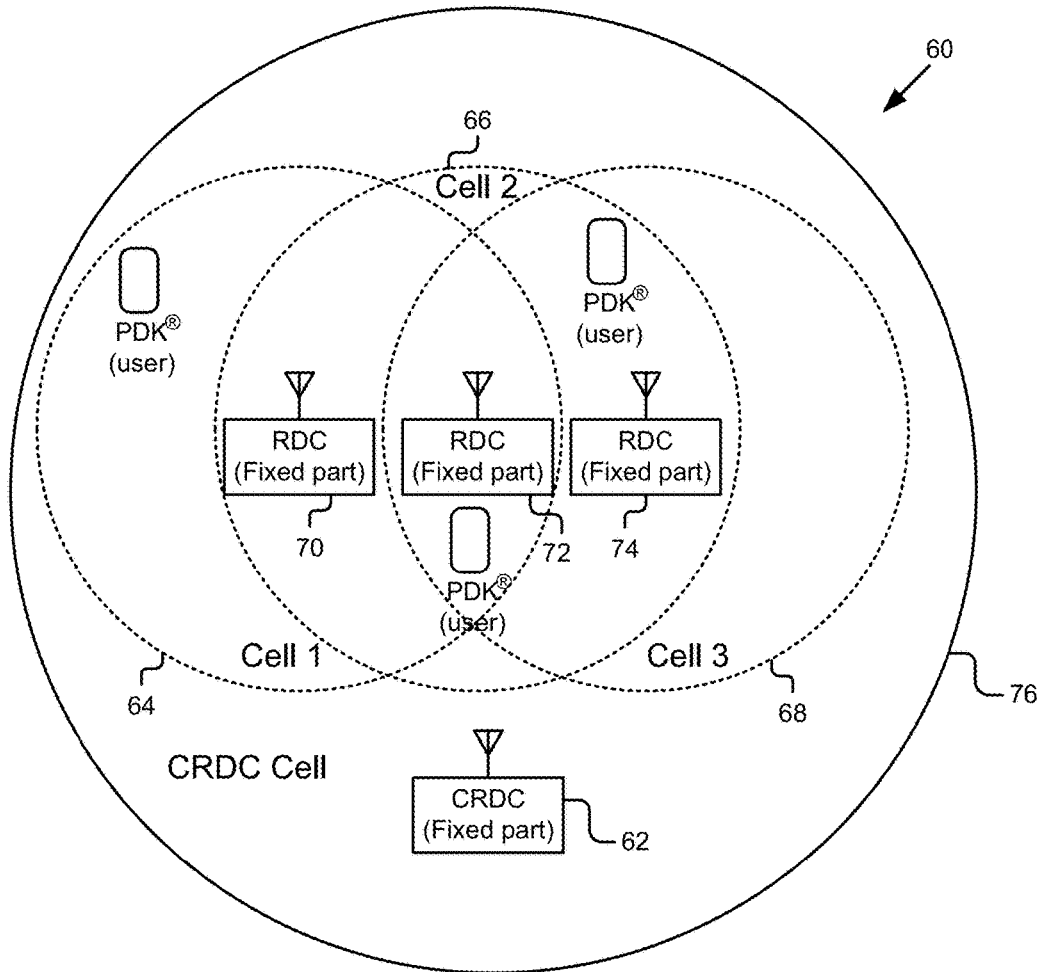 60
66
Cell 2
PDK®
(user)
PDK®
(user)
RDC
(Fixed part)
RDC
(Fixed part)
RDC
(Fixed part)
70
72
74
PDK®
(user)
Cell 1
Cell 3
64
68
76
CRDC Cell
CRDC
(Fixed part)
62